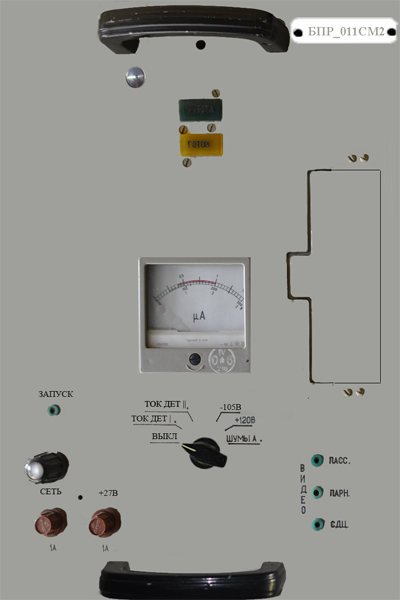 БПР_011СМ2
ГОТОВ
μA
ЗАПУСК
ТОК ДЕТ ||.
-105В
ТОК ДЕТ |.
+120В
ВЫКЛ
ШУМЫ А.
ВИДЕО
ПАСС.
ПАРН.
СДЦ.
СЕТЬ
+27В
1А
1А